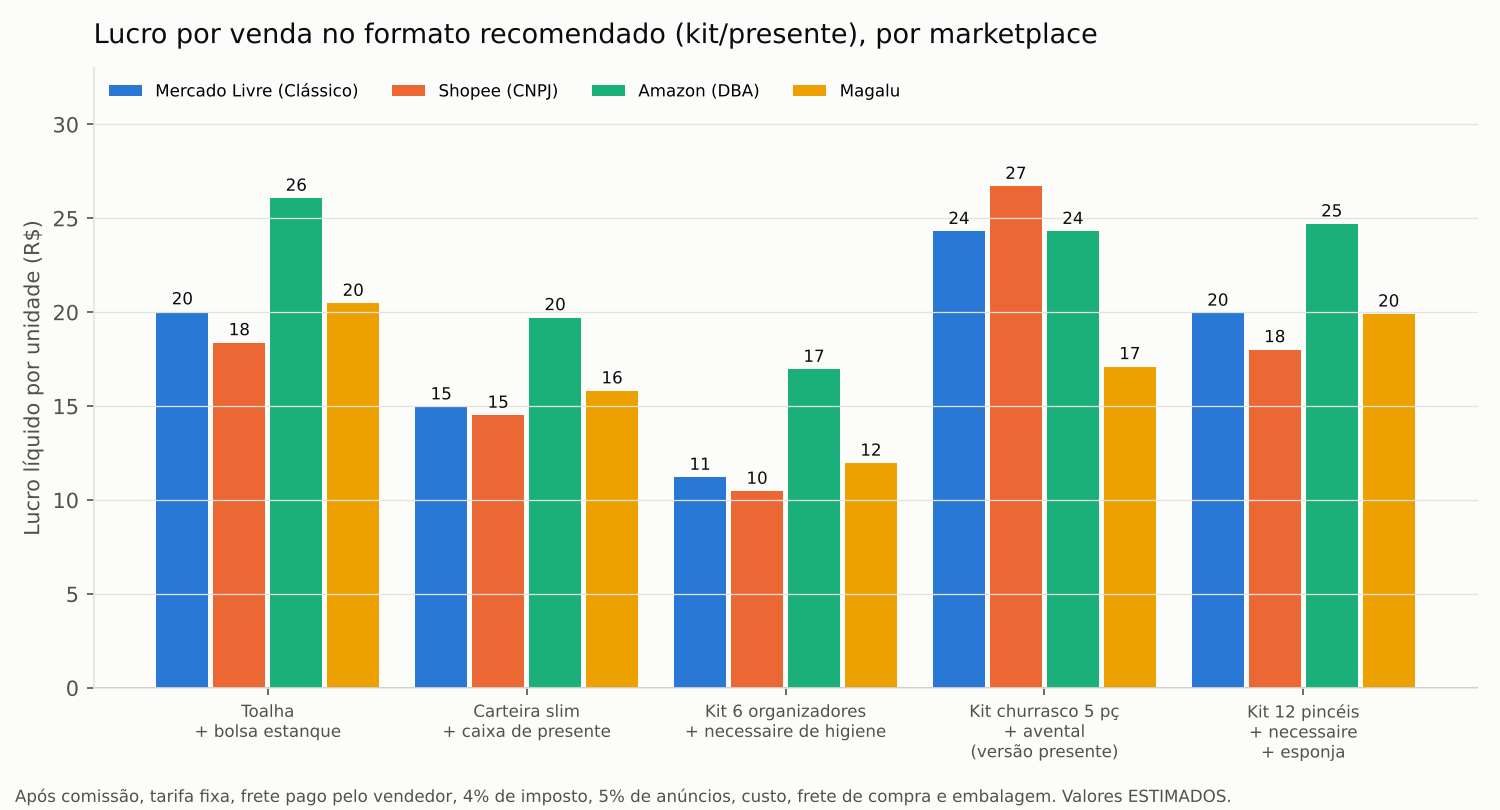 Lucro por venda no formato recomendado (kit/presente), por marketplace
Mercado Livre (Clássico) Shopee (CNPJ) Amazon (DBA) Magalu
Lucro líquido por unidade (R$)
30
25
20
15
10
5
0
20 18 26 20
15 15 20 16
11 10 17 12
24 27 24 17
20 18 25 20
Toalha
+ bolsa estanque
Carteira slim
+ caixa de presente
Kit 6 organizadores
+ necessaire de higiene
Kit churrasco 5 pç
+ avental
(versão presente)
Kit 12 pincéis
+ necessaire
+ esponja
Após comissão, tarifa fixa, frete pago pelo vendedor, 4% de imposto, 5% de anúncios, custo, frete de compra e embalagem. Valores ESTIMADOS.